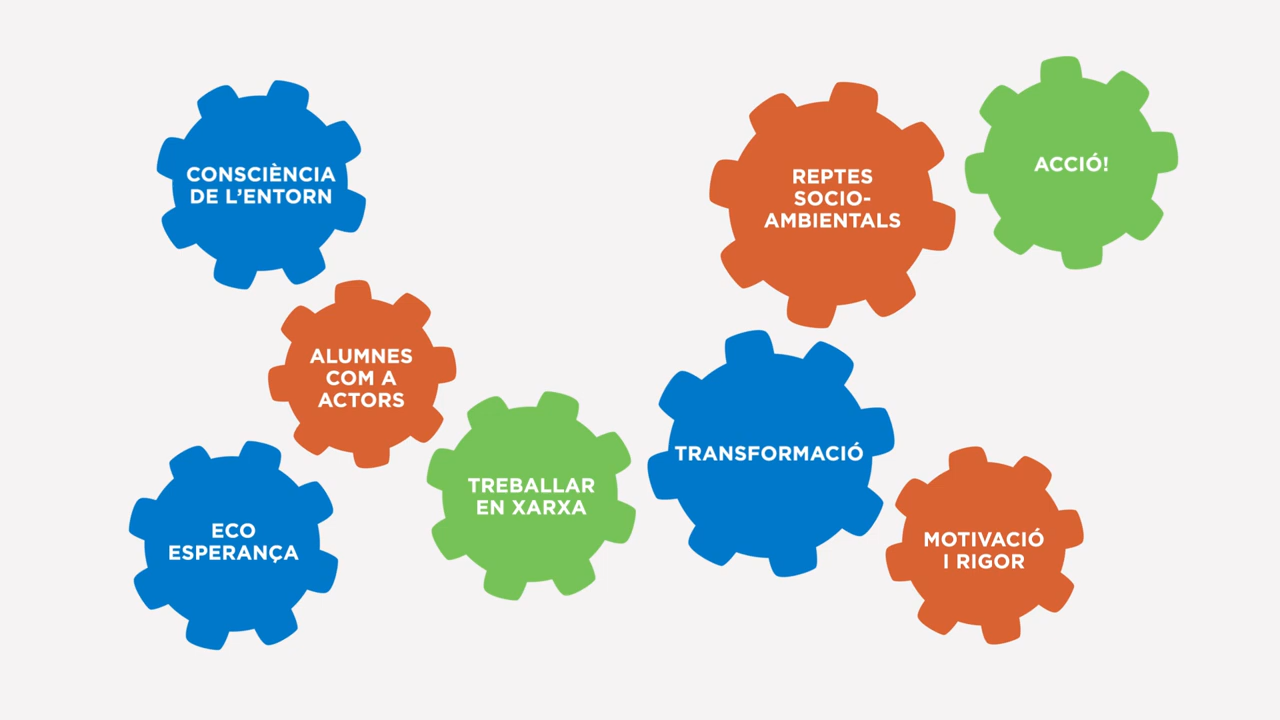 CONSCIÈNCIA
DE L'ENTORN
REPTES
SOCIO-
AMBIENTALS
ACCIÓ!
ALUMNES
COM A
ACTORS
TREBALLAR
EN XARXA
TRANSFORMACIÓ
ECO
ESPERANÇA
MOTIVACIÓ
I RIGOR